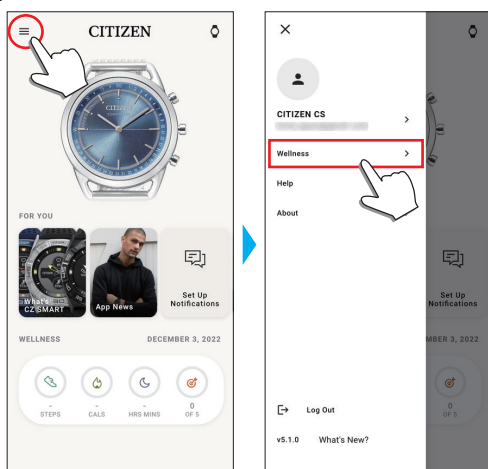 CITIZEN
CITIZEN
FOR YOU
What's
CZ SMART
App News
Set Up
Notifications
WELLNESS
DECEMBER 3, 2022
-
STEPS
-
CALS
- -
HRS MINS
0
OF 5
CITIZEN CS
Wellness
Help
About
Set Up
Notifications
MBER 3, 2022
0
OF 5
Log Out
v5.1.0 What's New?